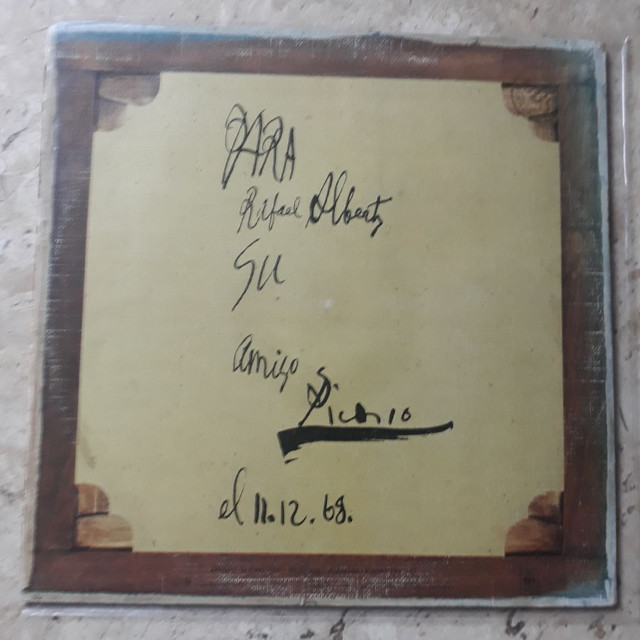 PARA
Rafael Alberti,
SU
amigo
Picasso
el 11.12.68.